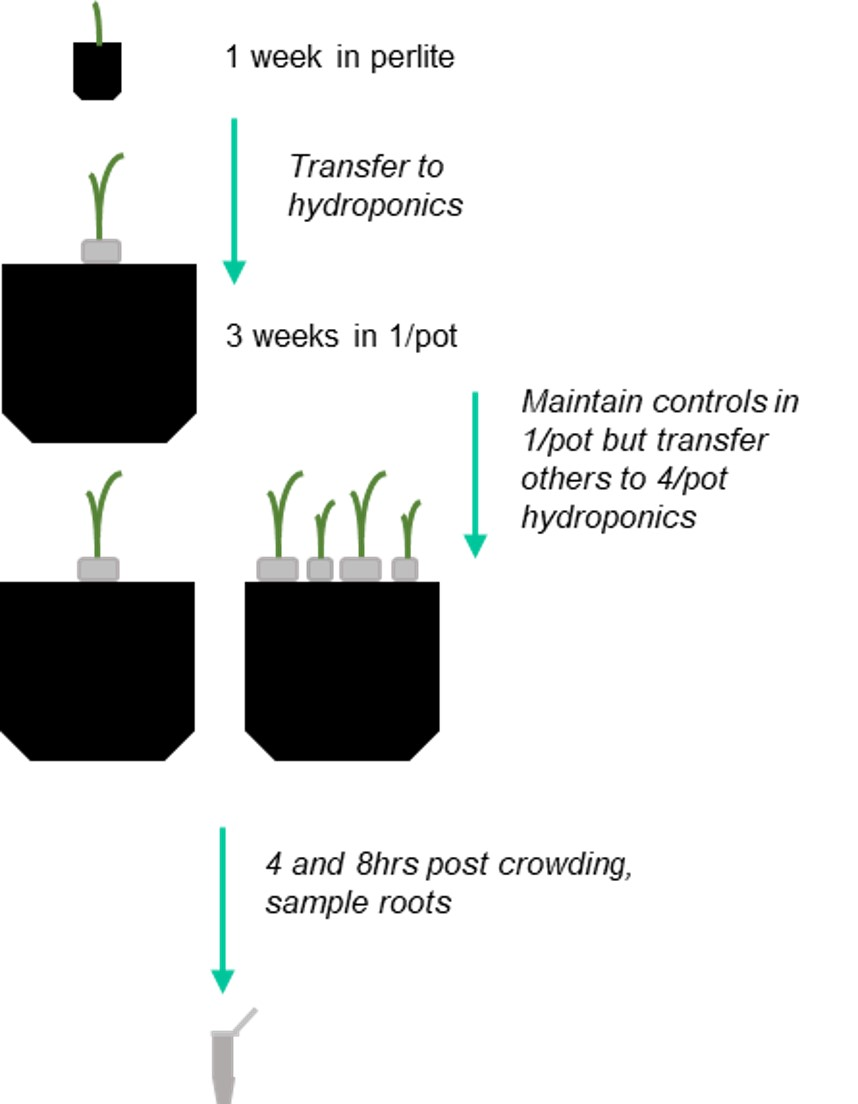 1 week in perlite
Transfer to
hydroponics
3 weeks in 1/pot
Maintain controls in
1/pot but transfer
others to 4/pot
hydroponics
4 and 8hrs post crowding,
sample roots